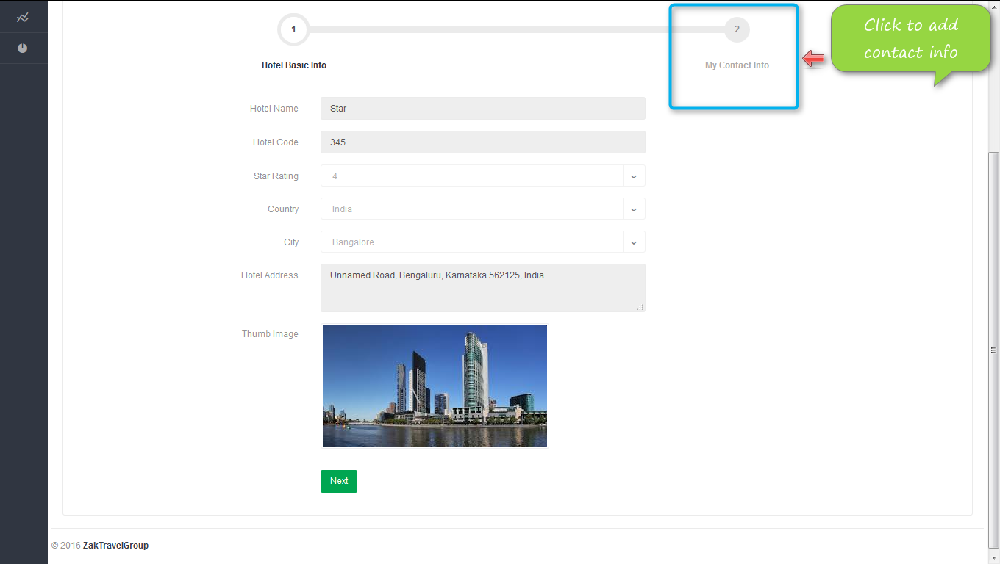 1
2
Click to add
contact info
Hotel Basic Info
My Contact Info
Hotel Name
Star
Hotel Code
345
Star Rating
4
Country
India
City
Bangalore
Hotel Address
Unnamed Road, Bengaluru, Karnataka 562125, India
Thumb Image
Next
© 2016 ZakTravelGroup